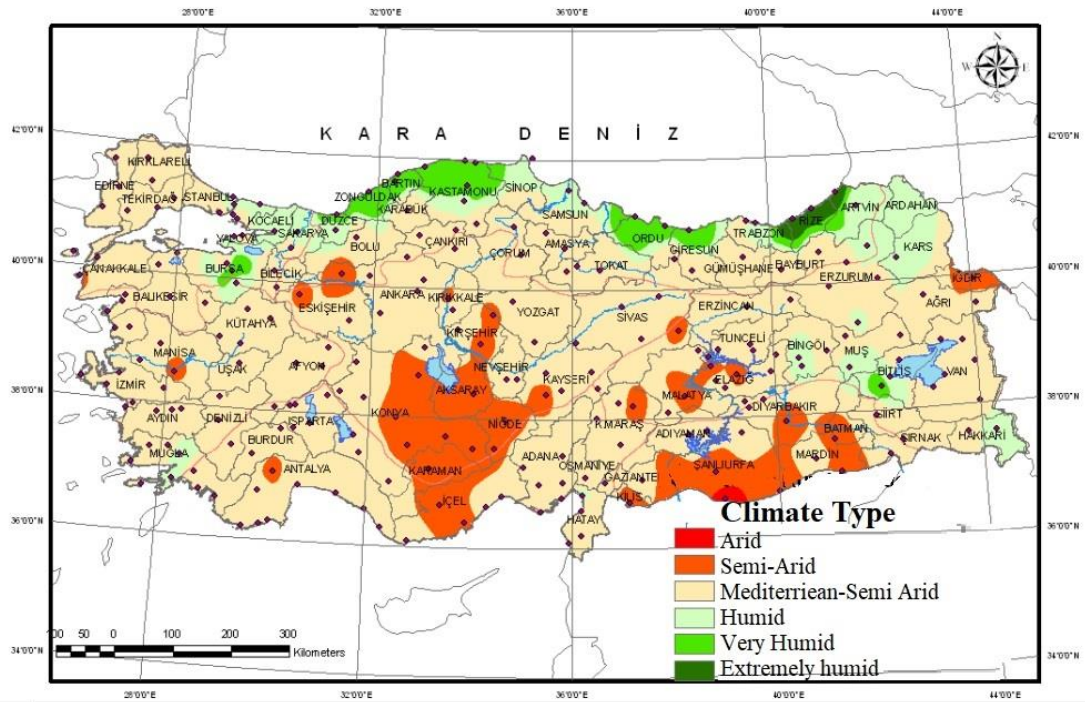 28°0'0"E 32°0'0"E 36°0'0"E 40°0'0"E 44°0'0"E
N
W E
S
42°0'0"N 42°0'0"N
KARA DENİZ
KIRKLARELİ
EDİRNE
TEKİRDAĞ İSTANBUL
KOCAELİ
YALOVA
SAKARYA
DÜZCE
ZONGULDAK
BARTIN
KARABÜK
KASTAMONU
SİNOP
SAMSUN
ORDU
GİRESUN
TRABZON
RİZE
ARTVİN
ARDAHAN
KARS
BOLU
ÇANKIRI
ÇORUM
AMASYA
TOKAT
GÜMÜŞHANE
BAYBURT
ERZURUM
IĞDIR
40°0'0"N 40°0'0"N
ÇANAKKALE
BURSA
BİLECİK
BALIKESİR
ESKİŞEHİR
KÜTAHYA
ANKARA
KIRIKKALE
YOZGAT
SİVAS
ERZİNCAN
AĞRI
KIRŞEHİR
TUNCELİ
BİNGÖL
MUŞ
MANİSA
UŞAK
AFYON
NEVŞEHİR
KAYSERİ
AKSARAY
MALATYA
ELAZIĞ
BİTLİS
VAN
38°0'0"N 38°0'0"N
İZMİR
AYDIN
DENİZLİ
ISPARTA
KONYA
NİĞDE
K.MARAŞ
ADIYAMAN
DİYARBAKIR
BATMAN
SİİRT
ŞIRNAK
HAKKARİ
MUĞLA
BURDUR
ANTALYA
KARAMAN
İÇEL
ADANA
OSMANİYE
GAZİANTE
KİLİS
ŞANLIURFA
MARDİN
HATAY
36°0'0"N 36°0'0"N
Climate Type
Arid
Semi-Arid
Mediterriean-Semi Arid
Humid
Very Humid
Extremely humid
00 50 0 100 200 300
Kilometers
34°0'0"N 34°0'0"N
28°0'0"E 32°0'0"E 36°0'0"E 40°0'0"E 44°0'0"E